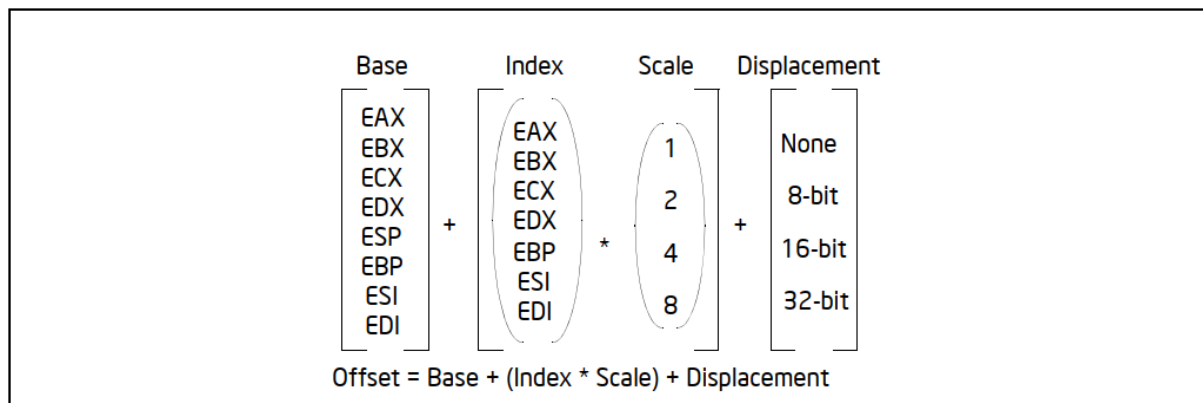 Base Index Scale Displacement
EAX
EBX
ECX
EDX
ESP
EBP
ESI
EDI
+
EAX
EBX
ECX
EDX
EBP
ESI
EDI
*
1
2
4
8
+
None
8-bit
16-bit
32-bit
Offset = Base + (Index * Scale) + Displacement